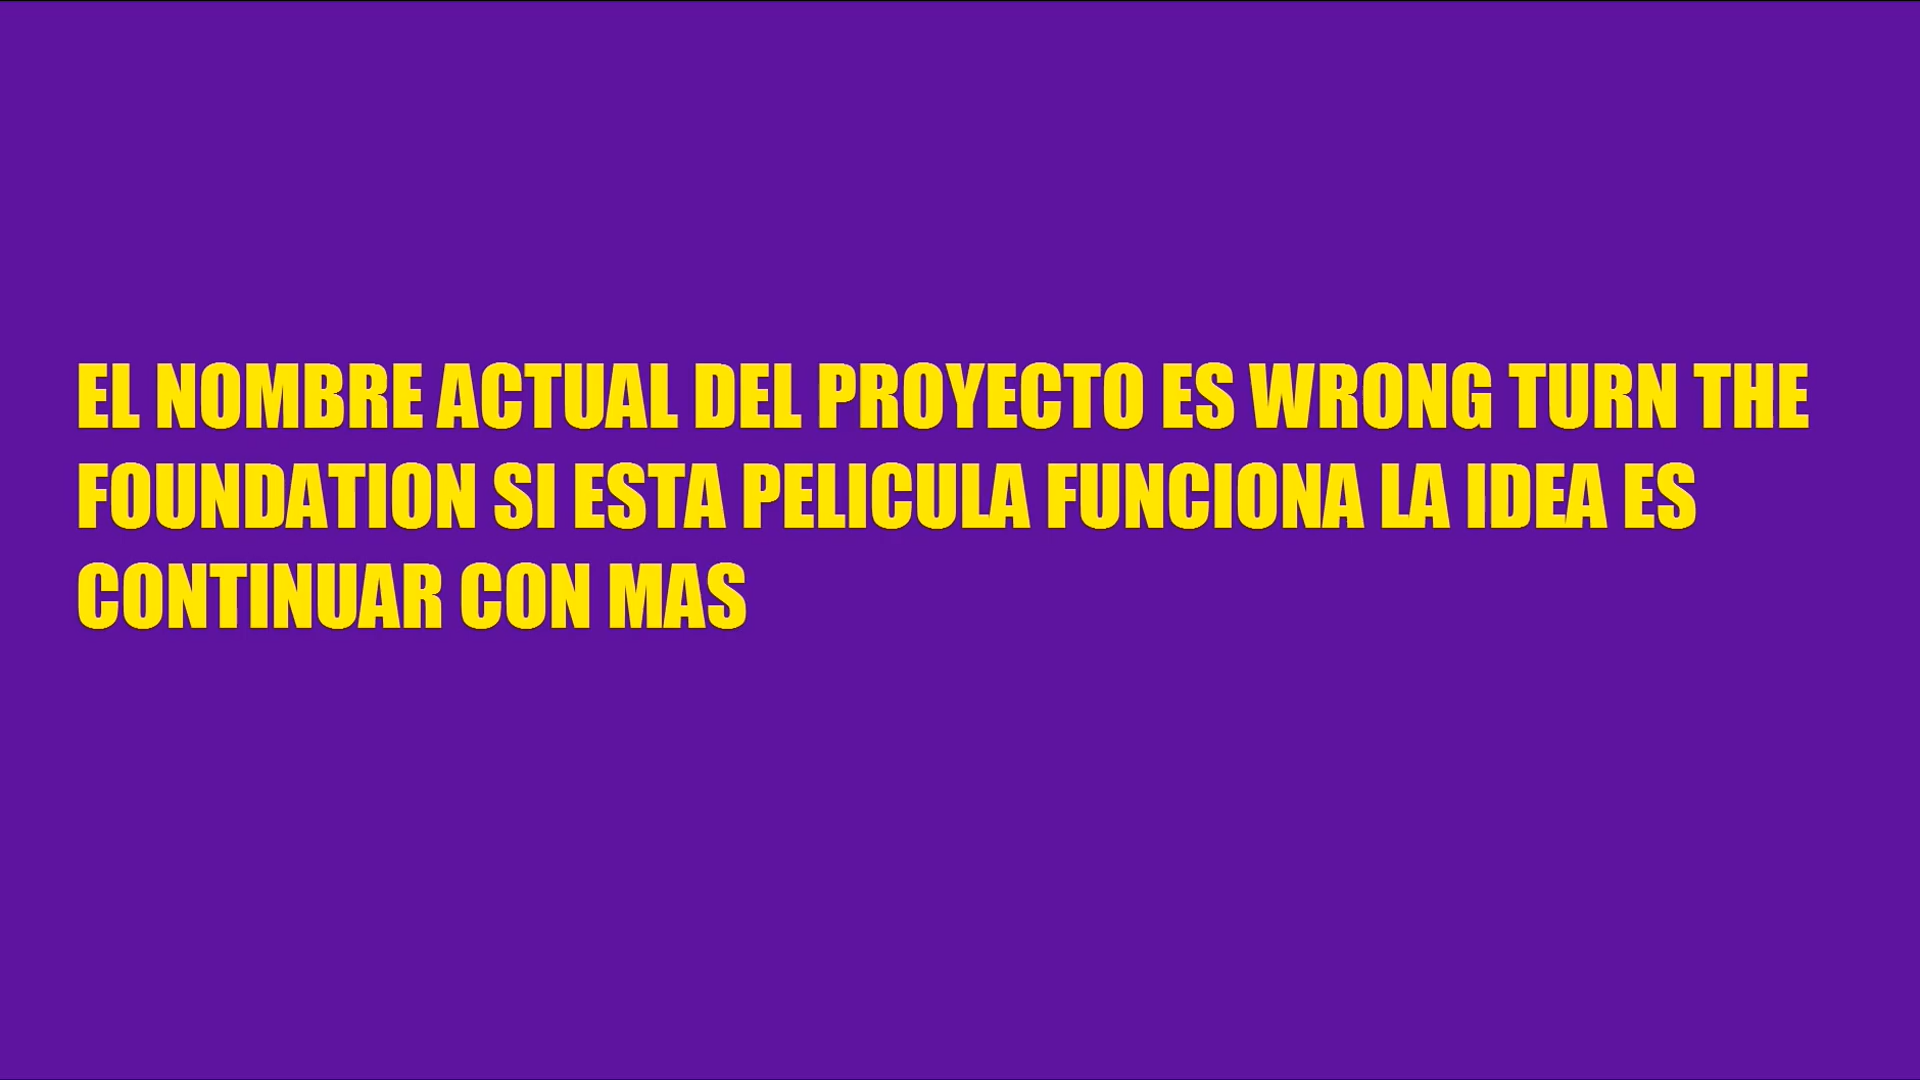 EL NOMBRE ACTUAL DEL PROYECTO ES WRONG TURN THE
FOUNDATION SI ESTA PELICULA FUNCIONA LA IDEA ES
CONTINUAR CON MAS